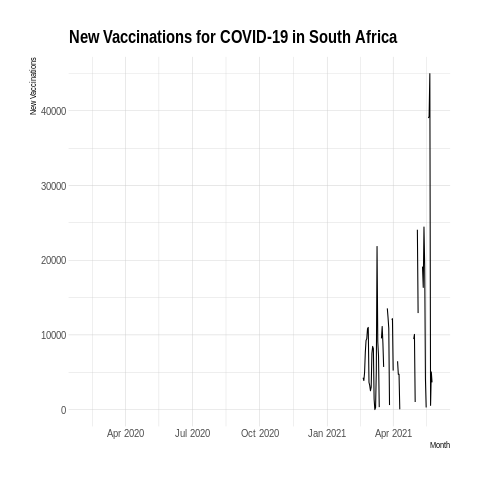 New Vaccinations for COVID-19 in South Africa
New Vaccinations
40000
30000
20000
10000
0
Apr 2020 Jul 2020 Oct 2020 Jan 2021 Apr 2021
Month